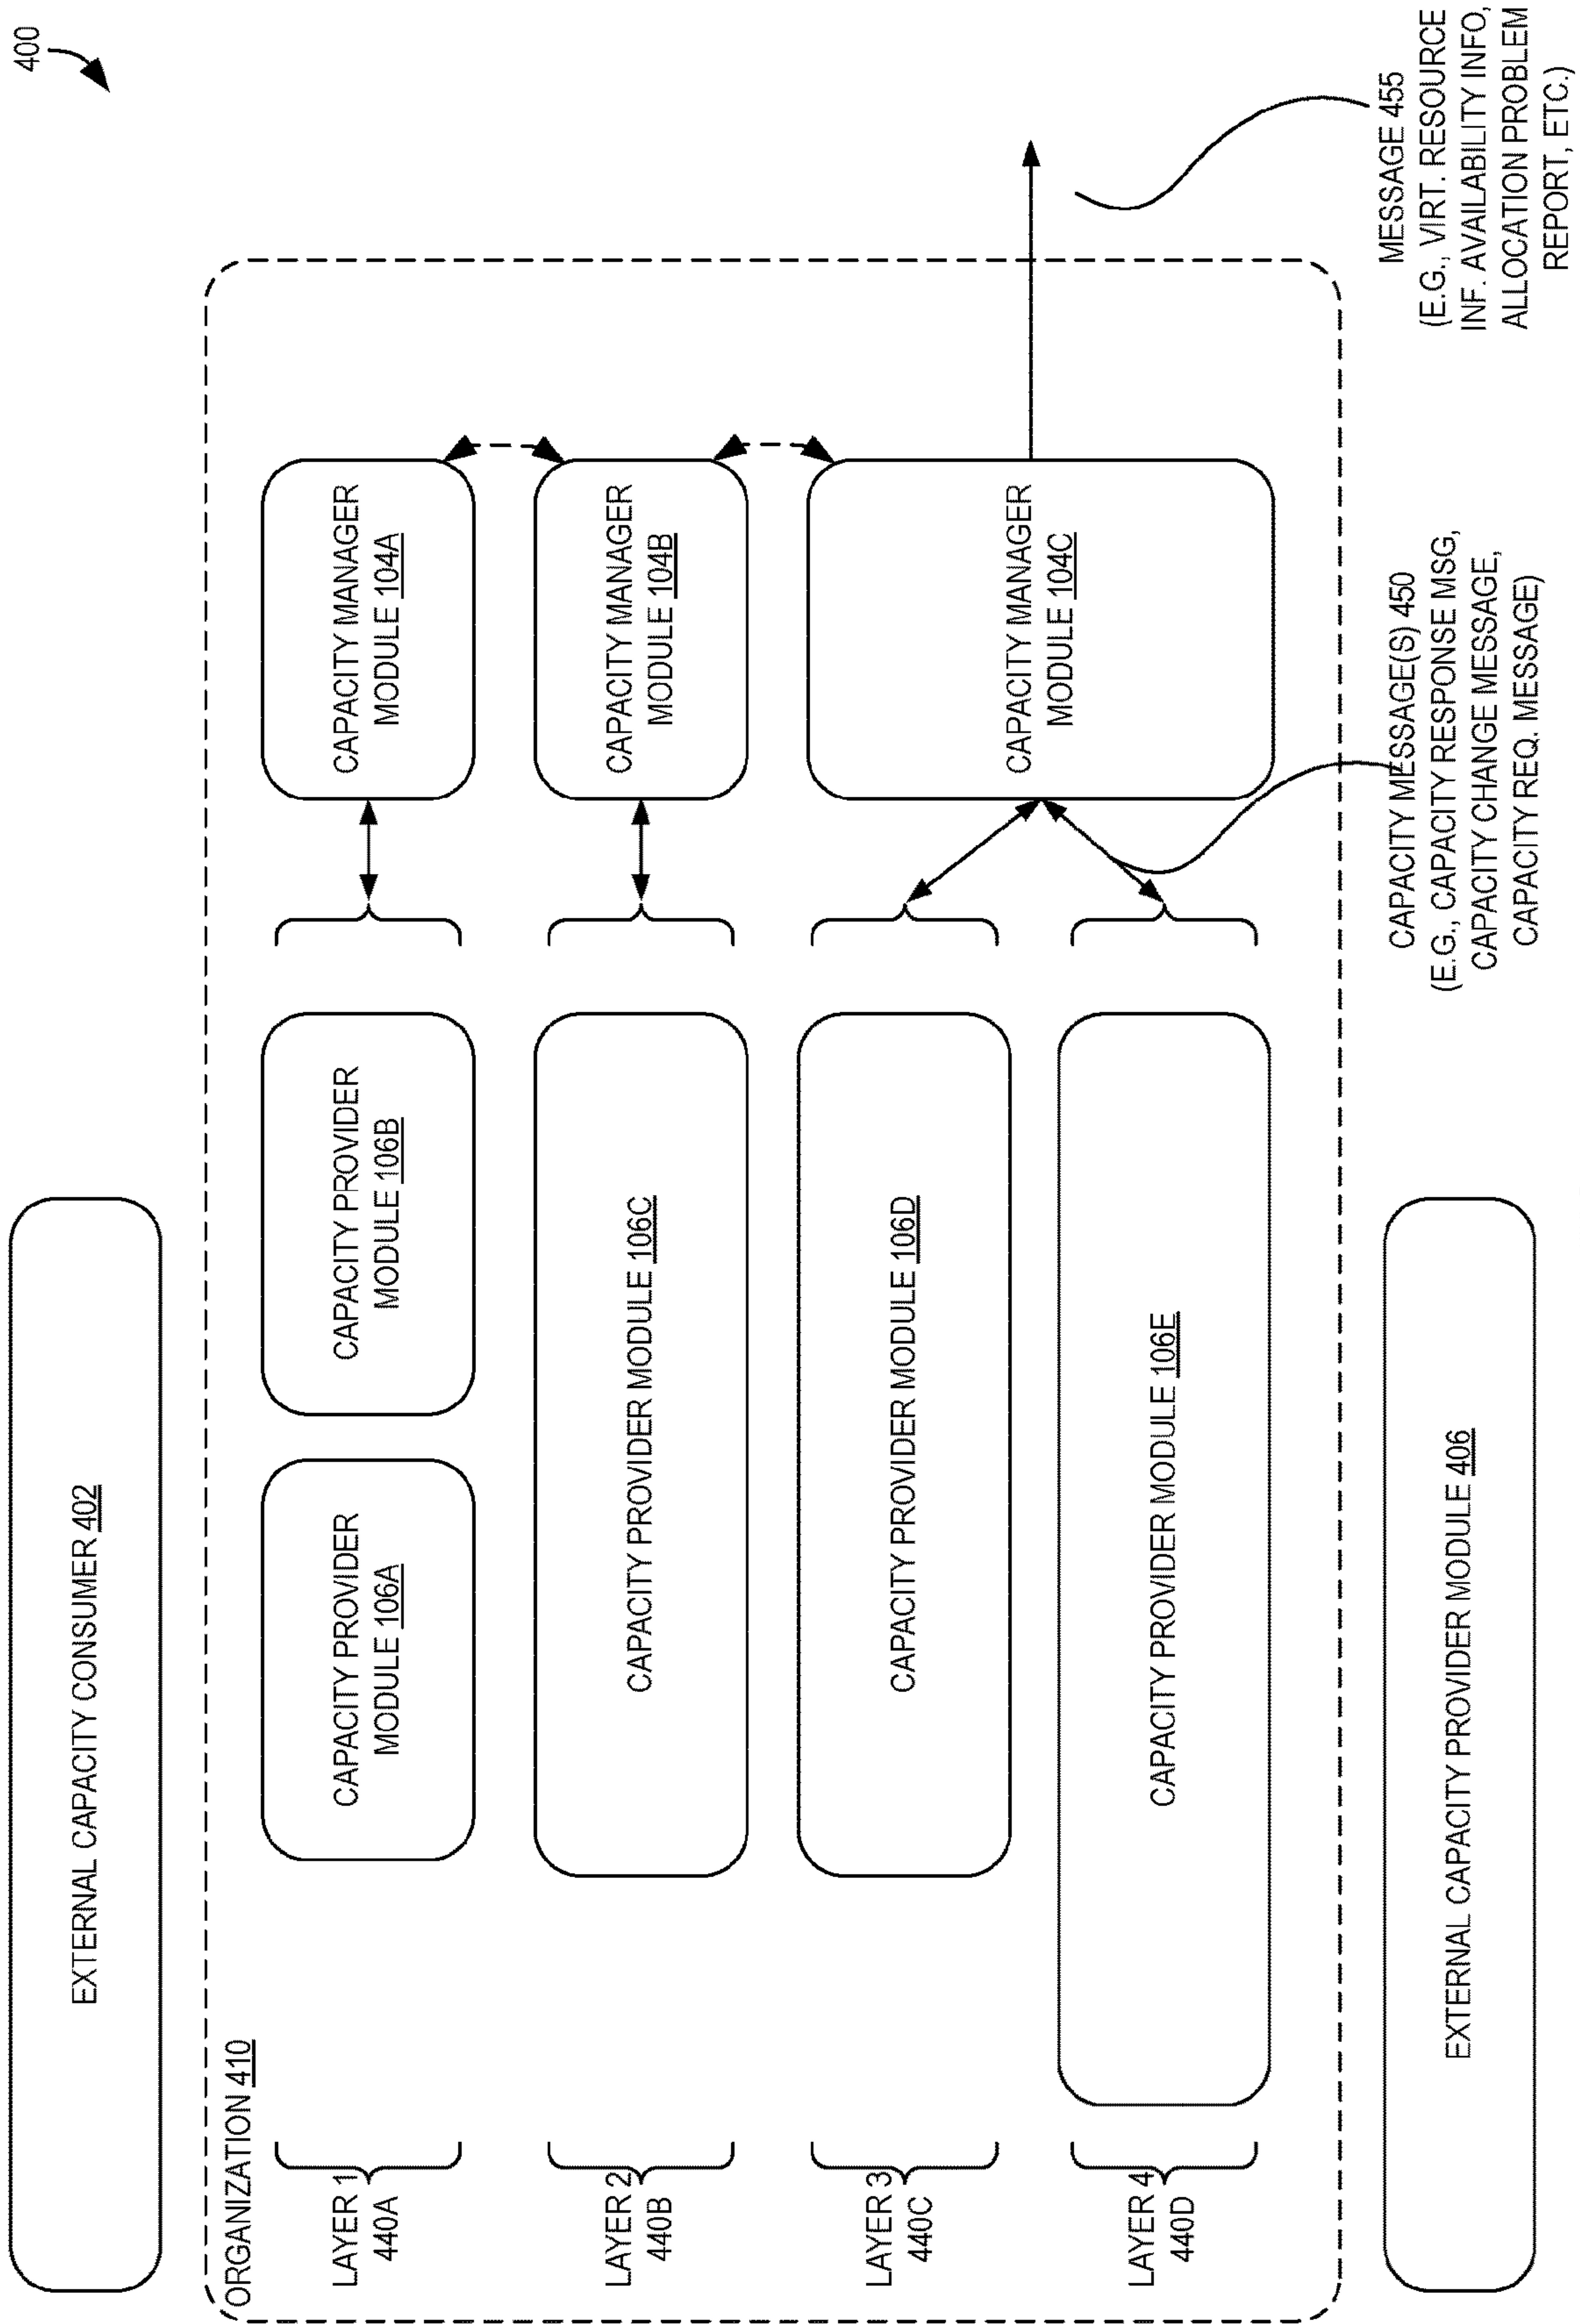 400
EXTERNAL CAPACITY CONSUMER 402
ORGANIZATION 410
LAYER 1
440A
CAPACITY PROVIDER
MODULE 106A
CAPACITY PROVIDER
MODULE 106B
CAPACITY MANAGER
MODULE 104A
LAYER 2
440B
CAPACITY PROVIDER MODULE 106C
CAPACITY MANAGER
MODULE 104B
LAYER 3
440C
CAPACITY PROVIDER MODULE 106D
CAPACITY MANAGER
MODULE 104C
LAYER 4
440D
CAPACITY PROVIDER MODULE 106E
EXTERNAL CAPACITY PROVIDER MODULE 406
CAPACITY MESSAGE(S) 450
(E.G., CAPACITY RESPONSE MSG,
CAPACITY CHANGE MESSAGE,
CAPACITY REQ. MESSAGE)
MESSAGE 455
(E.G., VIRT. RESOURCE
INF. AVAILABILITY INFO,
ALLOCATION PROBLEM
REPORT, ETC.)